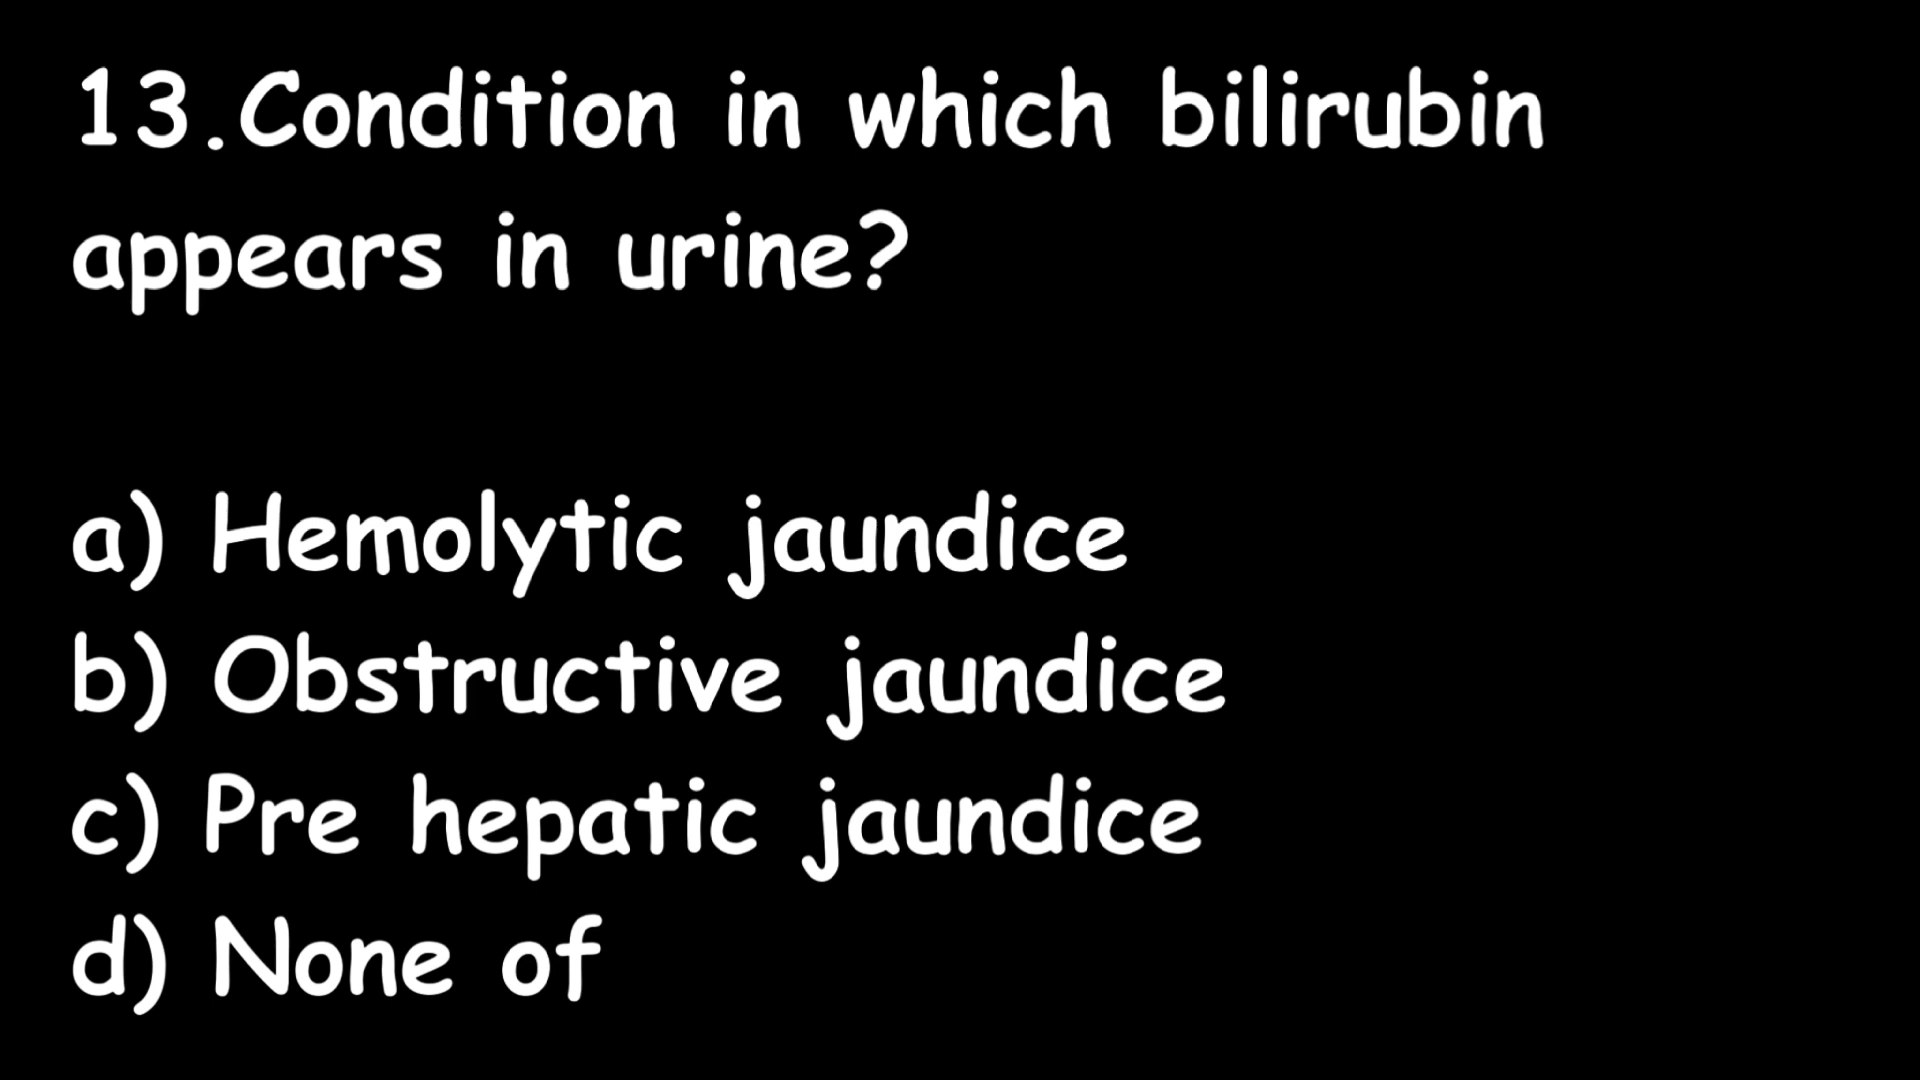 13.Condition in which bilirubin
appears in urine?
a) Hemolytic jaundice
b) Obstructive jaundice
c) Pre hepatic jaundice
d) None of